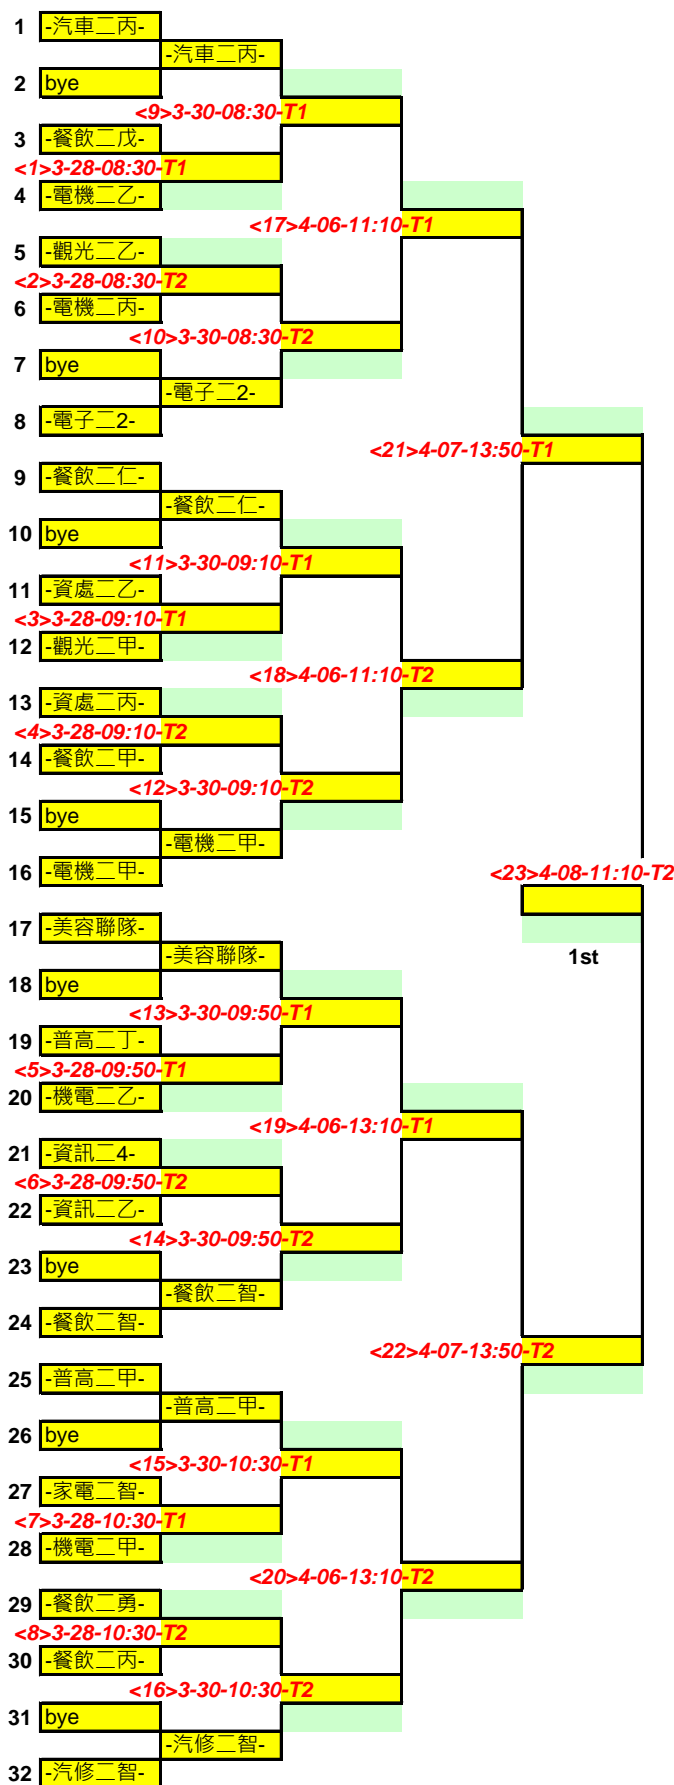 1 -汽車二丙-
-汽車二丙-
2 bye
<9>3-30-08:30-T1
3 -餐飲二戊-
<1>3-28-08:30-T1
4 -電機二乙-
<17>4-06-11:10-T1
5 -觀光二乙-
<2>3-28-08:30-T2
6 -電機二丙-
<10>3-30-08:30-T2
7 bye
-電子二2-
8 -電子二2-
<21>4-07-13:50-T1
9 -餐飲二仁-
-餐飲二仁-
10 bye
<11>3-30-09:10-T1
11 -資處二乙-
<3>3-28-09:10-T1
12 -觀光二甲-
<18>4-06-11:10-T2
13 -資處二丙-
<4>3-28-09:10-T2
14 -餐飲二甲-
<12>3-30-09:10-T2
15 bye
-電機二甲-
16 -電機二甲-
<23>4-08-11:10-T2
17 -美容聯隊-
-美容聯隊-
1st
18 bye
<13>3-30-09:50-T1
19 -普高二丁-
<5>3-28-09:50-T1
20 -機電二乙-
<19>4-06-13:10-T1
21 -資訊二4-
<6>3-28-09:50-T2
22 -資訊二乙-
<14>3-30-09:50-T2
23 bye
-餐飲二智-
24 -餐飲二智-
<22>4-07-13:50-T2
25 -普高二甲-
-普高二甲-
26 bye
<15>3-30-10:30-T1
27 -家電二智-
<7>3-28-10:30-T1
28 -機電二甲-
<20>4-06-13:10-T2
29 -餐飲二勇-
<8>3-28-10:30-T2
30 -餐飲二丙-
<16>3-30-10:30-T2
31 bye
-汽修二智-
32 -汽修二智-